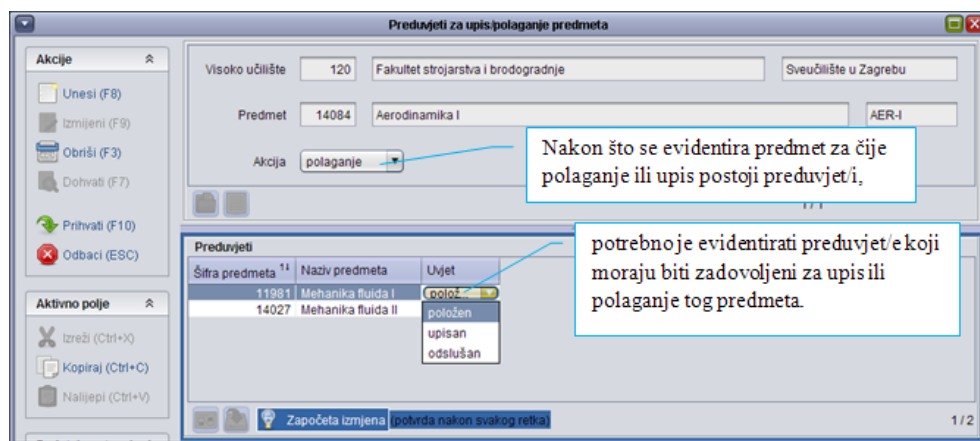 Preduvjeti za upis/polaganje predmeta
Akcije
Unesi (F8)
Izmijeni (F9)
Obriši (F3)
Dohvati (F7)
Prihvati (F10)
Odbaci (ESC)
Aktivno polje
Izreži (Ctrl+X)
Kopiraj (Ctrl+C)
Nalijepi (Ctrl+V)
Visoko učilište 120 Fakultet strojarstva i brodogradnje Sveučilište u Zagrebu
Predmet 14084 Aerodinamika I AER-I
Akcija polaganje
Nakon što se evidentira predmet za čije
polaganje ili upis postoji preduvjet/i,
1 / 1
Preduvjeti
Šifra predmeta 1↓ Naziv predmeta Uvjet
11981 Mehanika fluida I polož...
14027 Mehanika fluida II
položen
upisan
odslušan
potrebno je evidentirati preduvjet/e koji
moraju biti zadovoljeni za upis ili
polaganje tog predmeta.
Započeta izmjena (potvrda nakon svakog retka) 1 / 2